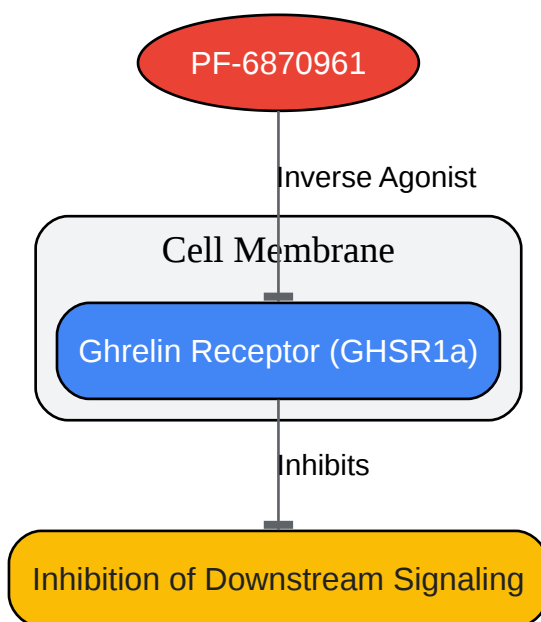 PF-6870961
Inverse Agonist
Cell Membrane
Ghrelin Receptor (GHSR1a)
Inhibits
Inhibition of Downstream Signaling